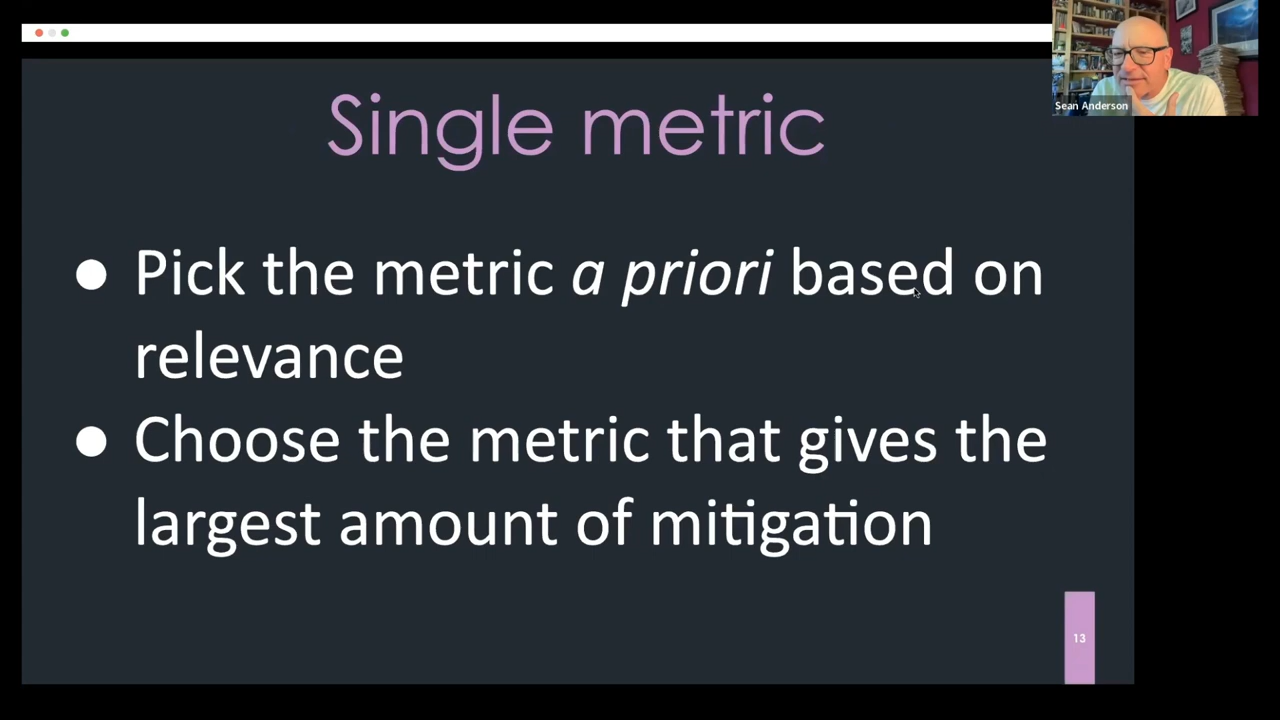 Single metric
● Pick the metric a priori based on
relevance
● Choose the metric that gives the
largest amount of mitigation
13
Sean Anderson